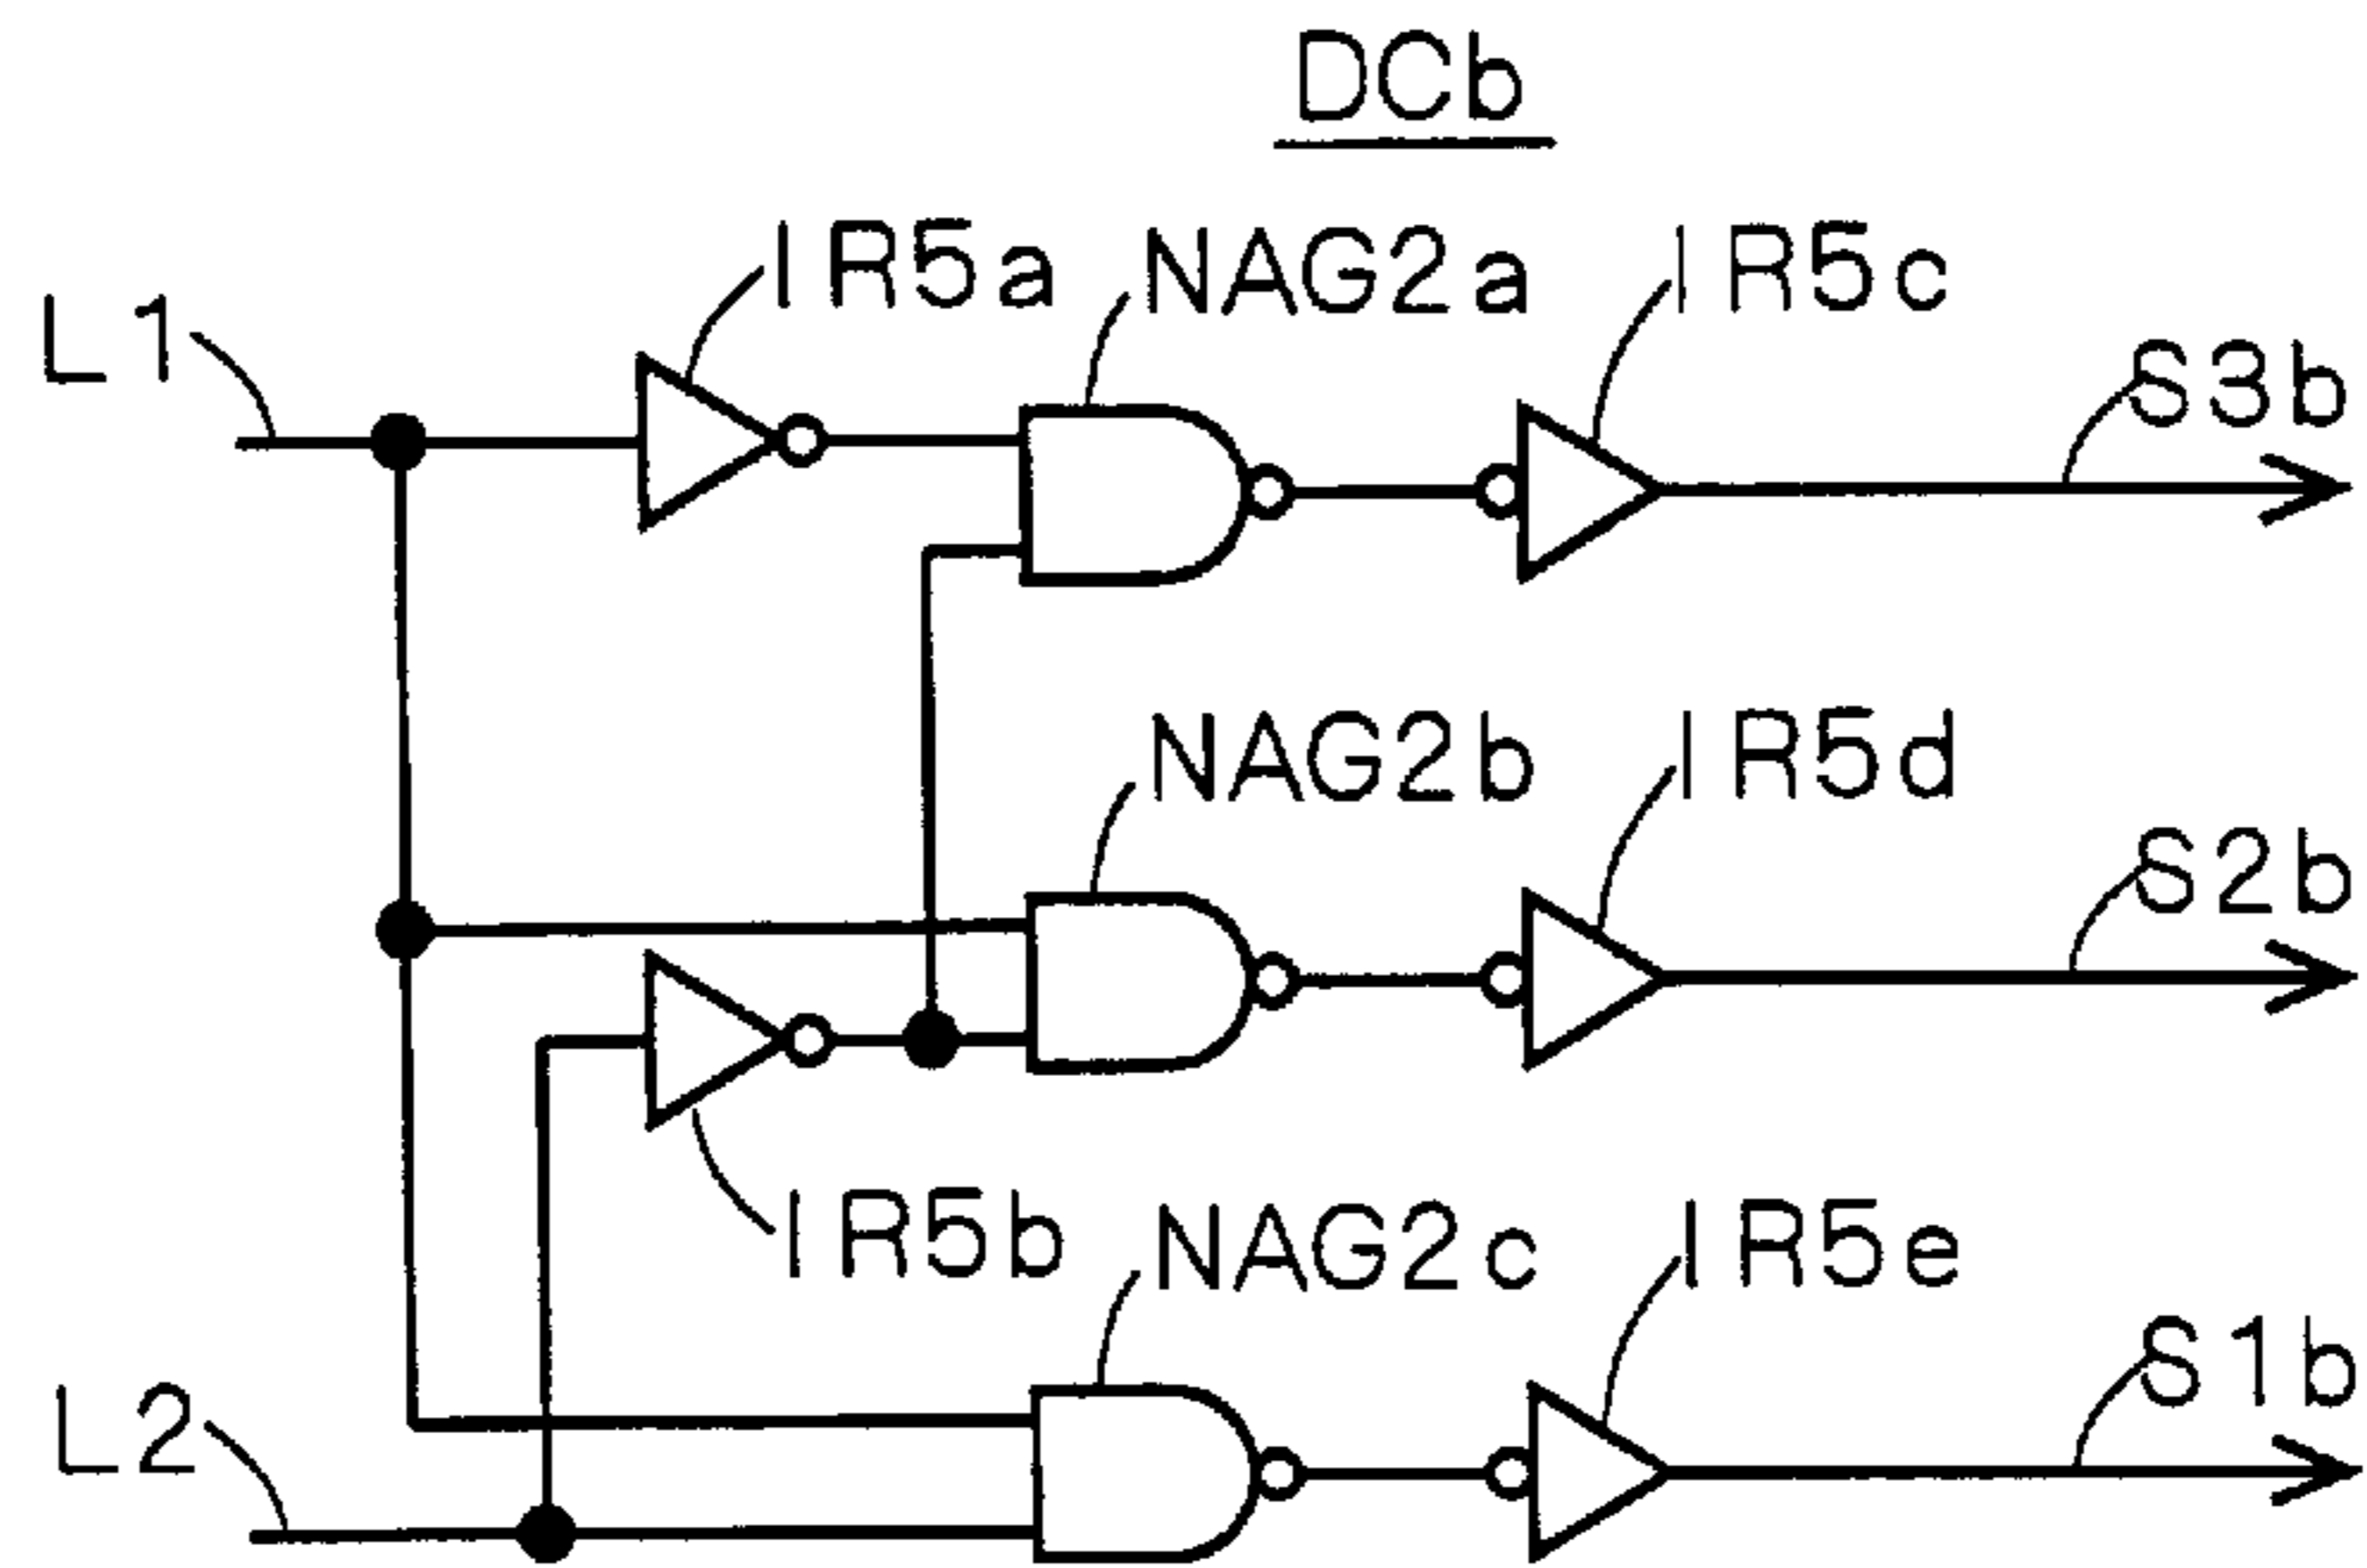 DCb
L1
IR5a
NAG2a
IR5c
S3b
NAG2b
IR5d
S2b
IR5b
NAG2c
IR5e
S1b
L2